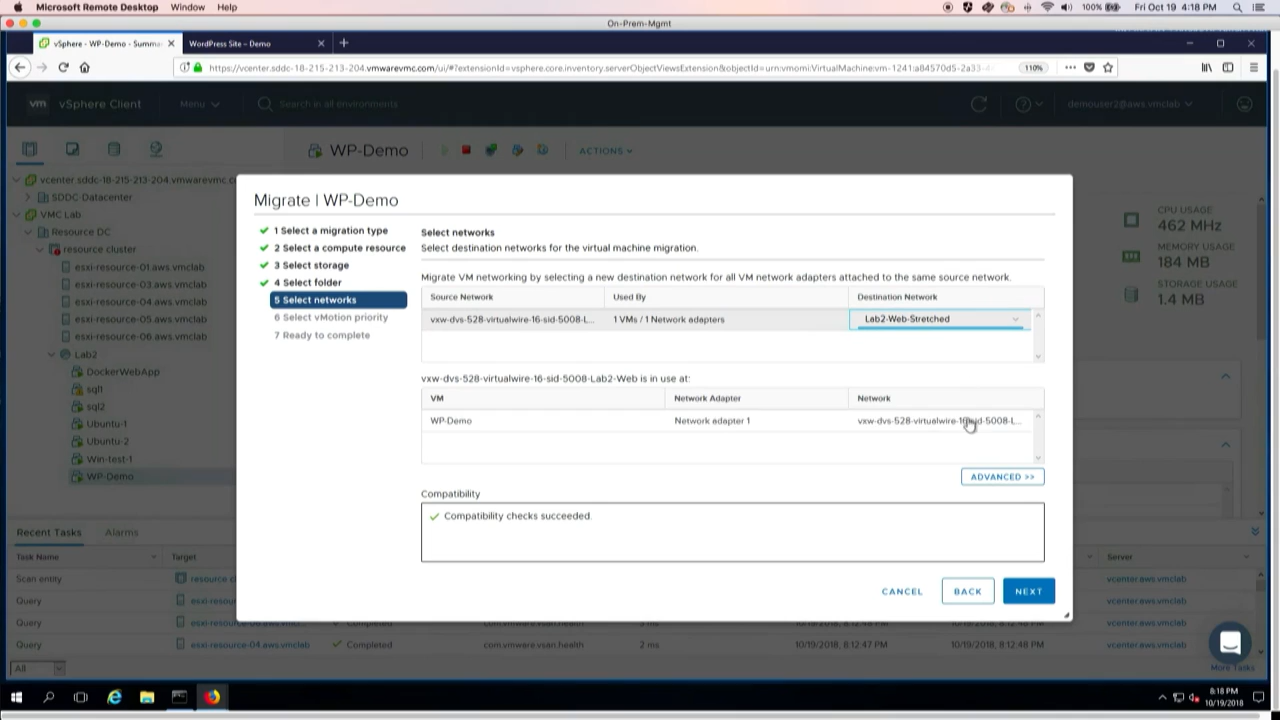 Microsoft Remote Desktop Window Help
100% Fri Oct 19 4:18 PM
On-Prem-Mgmt
vSphere - WP-Demo - Summa
WordPress Site – Demo
https://vcenter.sddc-18-215-213-204.vmwarevmc.com/ui/#?extensionId=vsphere.core.inventory.serverObjectViewsExtension&objectId=urn:vmomi:VirtualMachine:vm-1241:a84570d5-2a33-4
110%
vm vSphere Client Menu Search in all environments demouser2@aws.vmclab
WP-Demo ACTIONS
vcenter.sddc-18-215-213-204.vmwarevmc.c
SDDC Datacenter
VMC Lab
Resource DC
resource cluster
esxi-resource-01.aws.vmclab
esxi-resource-03.aws.vmclab
esxi-resource-04.aws.vmclab
esxi-resource-05.aws.vmclab
esxi-resource-06.aws.vmclab
Lab2
DockerWebApp
sql1
sql2
Ubuntu-1
Ubuntu-2
Win-test-1
WP-Demo
CPU USAGE
462 MHz
MEMORY USAGE
184 MB
STORAGE USAGE
1.4 MB
Migrate | WP-Demo
1 Select a migration type
2 Select a compute resource
3 Select storage
4 Select folder
5 Select networks
6 Select vMotion priority
7 Ready to complete
Select networks
Select destination networks for the virtual machine migration.
Migrate VM networking by selecting a new destination network for all VM network adapters attached to the same source network.
Source Network Used By Destination Network
vxw-dvs-528-virtualwire-16-sid-5008-L... 1 VMs / 1 Network adapters Lab2-Web-Stretched
vxw-dvs-528-virtualwire-16-sid-5008-Lab2-Web is in use at:
VM Network Adapter Network
WP-Demo Network adapter 1 vxw-dvs-528-virtualwire-16-sid-5008-L...
ADVANCED >>
Compatibility
Compatibility checks succeeded.
CANCEL BACK NEXT
Recent Tasks Alarms
Task Name Target Server
Scan entity resource cl vcenter.aws.vmclab
Query esxi-resour vcenter.aws.vmclab
Query esxi-resource-06.aws.vmc... Completed 3 ms 10/19/2018, 8:12:48 PM vcenter.aws.vmclab
Query esxi-resource-04.aws.vmclab Completed com.vmware.vsan.health 2 ms 10/19/2018, 8:12:47 PM 10/19/2018, 8:12:48 PM vcenter.aws.vmclab
All More Tasks
8:18 PM
10/19/2018